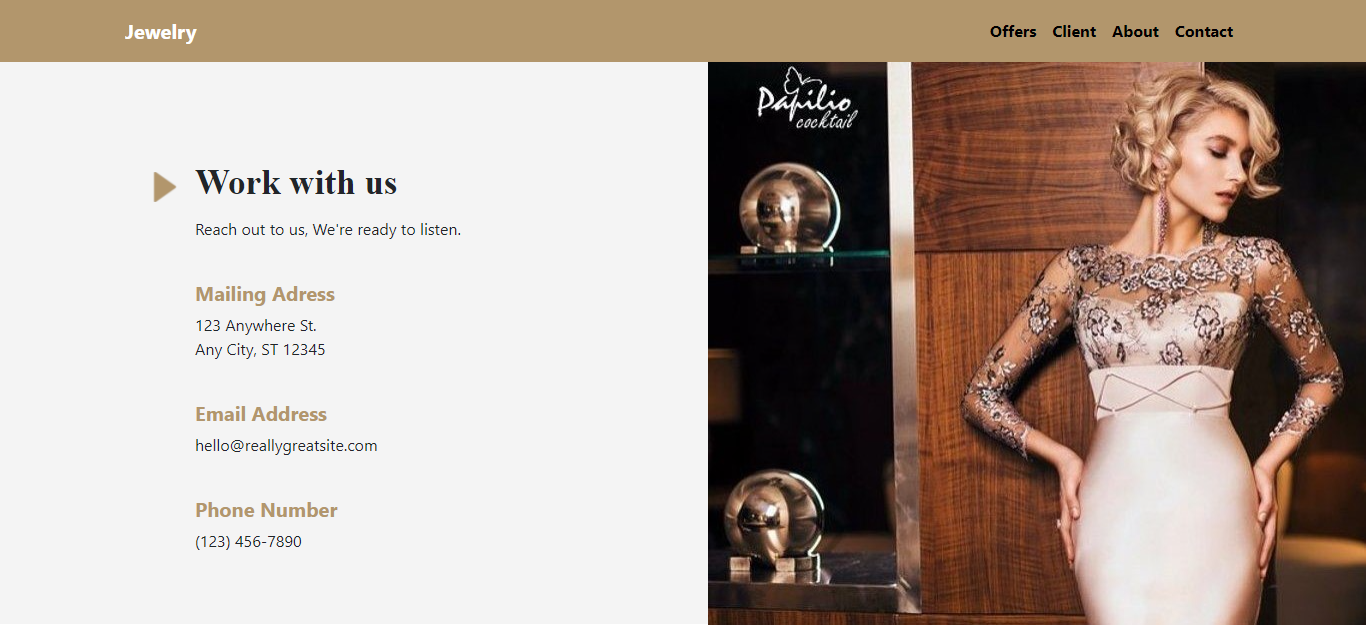 Jewelry
Offers Client About Contact
Papilio
cocktail
Work with us
Reach out to us, We're ready to listen.
Mailing Adress
123 Anywhere St.
Any City, ST 12345
Email Address
hello@reallygreatsite.com
Phone Number
(123) 456-7890